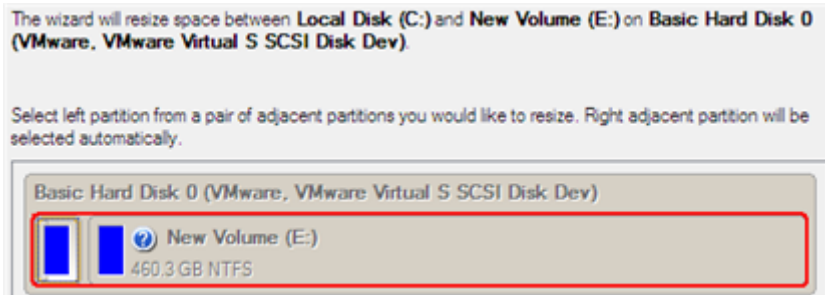 The wizard will resize space between Local Disk (C:) and New Volume (E:) on Basic Hard Disk 0
(VMware, VMware Virtual S SCSI Disk Dev).
Select left partition from a pair of adjacent partitions you would like to resize. Right adjacent partition will be
selected automatically.
Basic Hard Disk 0 (VMware, VMware Virtual S SCSI Disk Dev)
? New Volume (E:)
460.3 GB NTFS